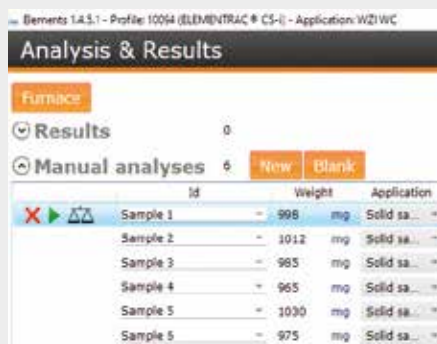 Elements 1.4.5.1 - Profile: 10064 (ELEMENTRAC ® CS-i) - Application: WZI WC
Analysis & Results
Furnace
Results 0
Manual analyses 6 New Blank
Id Weight Application
Sample 1 998 mg Solid sa...
Sample 2 1012 mg Solid sa...
Sample 3 985 mg Solid sa...
Sample 4 965 mg Solid sa...
Sample 5 1030 mg Solid sa...
Sample 5 975 mg Solid sa...